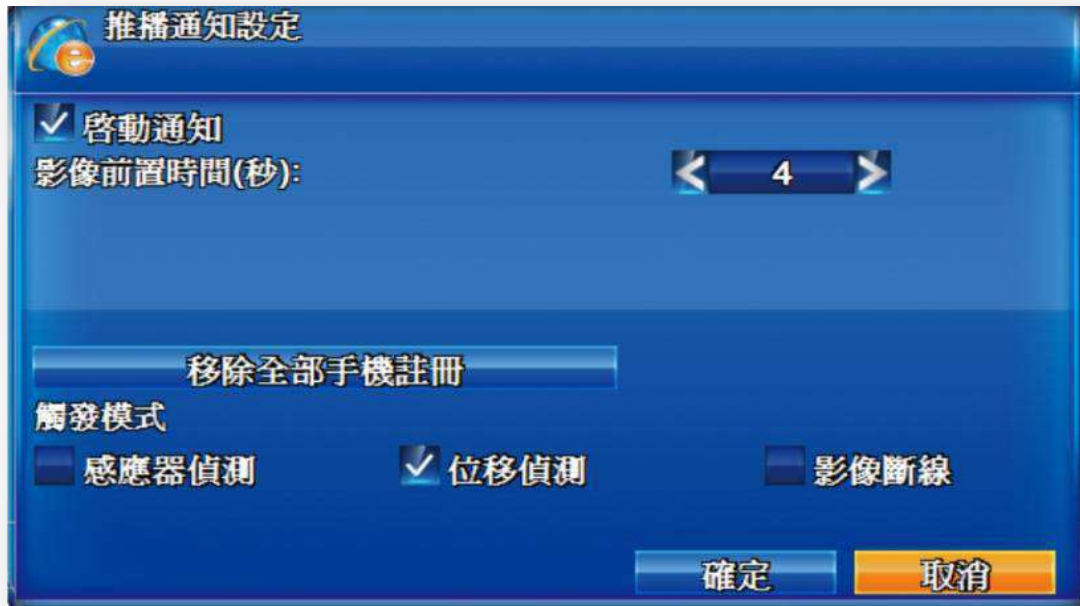 推播通知設定
啓動通知
影像前置時間(秒): 4
移除全部手機註冊
觸發模式
感應器偵測 位移偵測 影像斷線
確定 取消